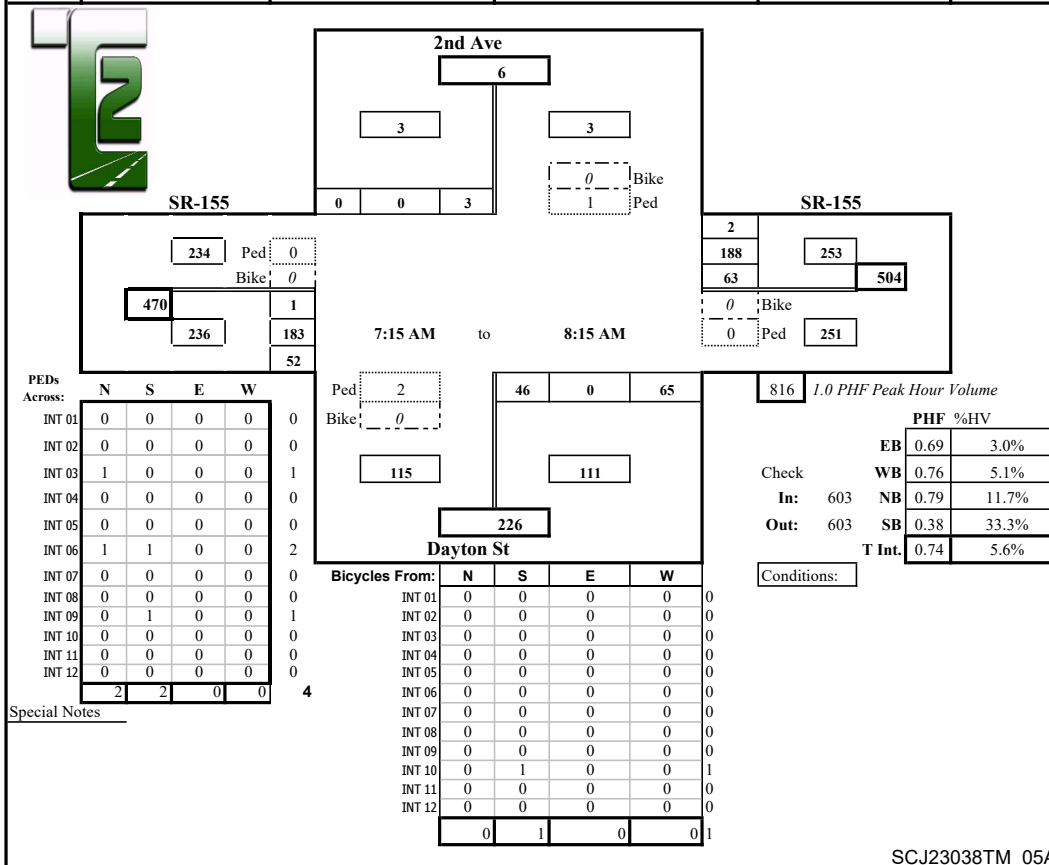 T2
2nd Ave
6
3 3
0 Bike
SR-155 0 0 3 1 Ped SR-155
2
234 Ped 0 188 253
Bike 0 63 504
470 1 0 Bike
236 183 7:15 AM to 8:15 AM 0 Ped 251
52
PEDs Across: N S E W Ped 2 46 0 65 816 1.0 PHF Peak Hour Volume
INT 01 0 0 0 0 0 Bike 0 PHF %HV
INT 02 0 0 0 0 0 EB 0.69 3.0%
INT 03 1 0 0 0 1 115 111 Check WB 0.76 5.1%
INT 04 0 0 0 0 0 In: 603 NB 0.79 11.7%
INT 05 0 0 0 0 0 226 Out: 603 SB 0.38 33.3%
INT 06 1 1 0 0 2 Dayton St T Int. 0.74 5.6%
INT 07 0 0 0 0 0 Bicycles From: N S E W Conditions:
INT 08 0 0 0 0 0 INT 01 0 0 0 0 0
INT 09 0 1 0 0 1 INT 02 0 0 0 0 0
INT 10 0 0 0 0 0 INT 03 0 0 0 0 0
INT 11 0 0 0 0 0 INT 04 0 0 0 0 0
INT 12 0 0 0 0 0 INT 05 0 0 0 0 0
2 2 0 0 4 INT 06 0 0 0 0 0
Special Notes INT 07 0 0 0 0 0
INT 08 0 0 0 0 0
INT 09 0 0 0 0 0
INT 10 0 1 0 0 1
INT 11 0 0 0 0 0
INT 12 0 0 0 0 0
0 1 0 0 1
SCJ23038TM_05